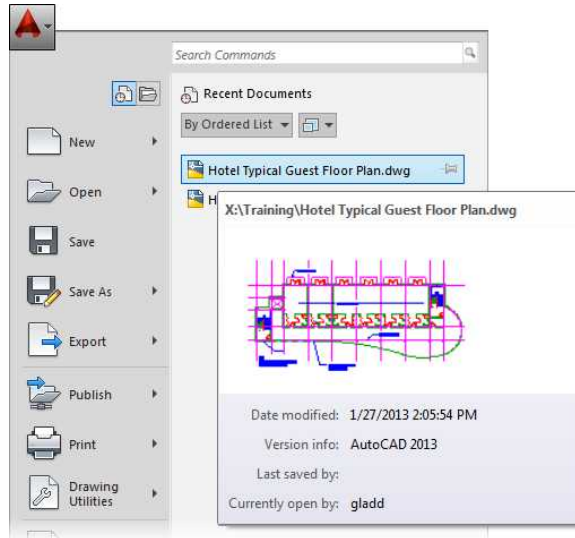 Search Commands
Recent Documents
By Ordered List
New
Hotel Typical Guest Floor Plan.dwg
Open
H
X:\Training\Hotel Typical Guest Floor Plan.dwg
Save
Save As
Export
Publish
Date modified: 1/27/2013 2:05:54 PM
Print
Version info: AutoCAD 2013
Last saved by:
Drawing
Utilities
Currently open by: gladd